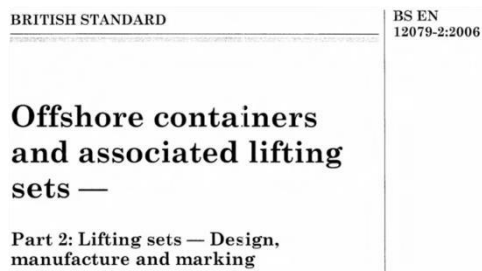 BRITISH STANDARD
BS EN
12079-2:2006
Offshore containers
and associated lifting
sets —
Part 2: Lifting sets — Design,
manufacture and marking